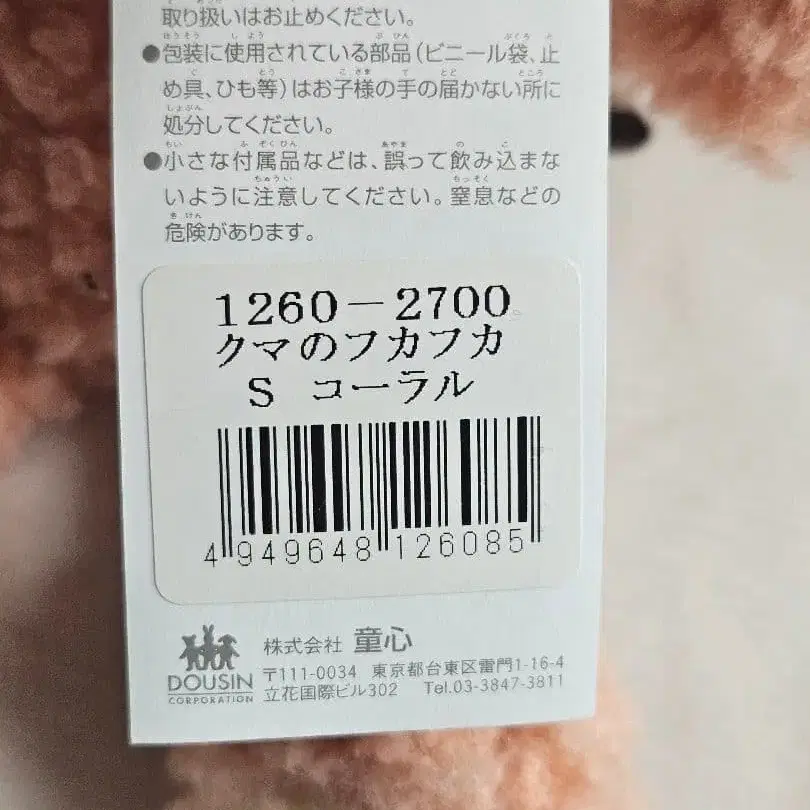 取り扱いはお止めください。
●包装に使用されている部品(ビニール袋、止
め具、ひも等)はお子様の手の届かない所に
処分してください。
●小さな付属品などは、誤って飲み込まな
いように注意してください。窒息などの
危険があります。
1260-2700
クマのフカフカ
S コーラル
4 949648 126085
株式会社 童心
DOUSIN
CORPORATION
〒111-0034 東京都台東区雷門1-16-4
立花国際ビル302 Tel.03-3847-3811